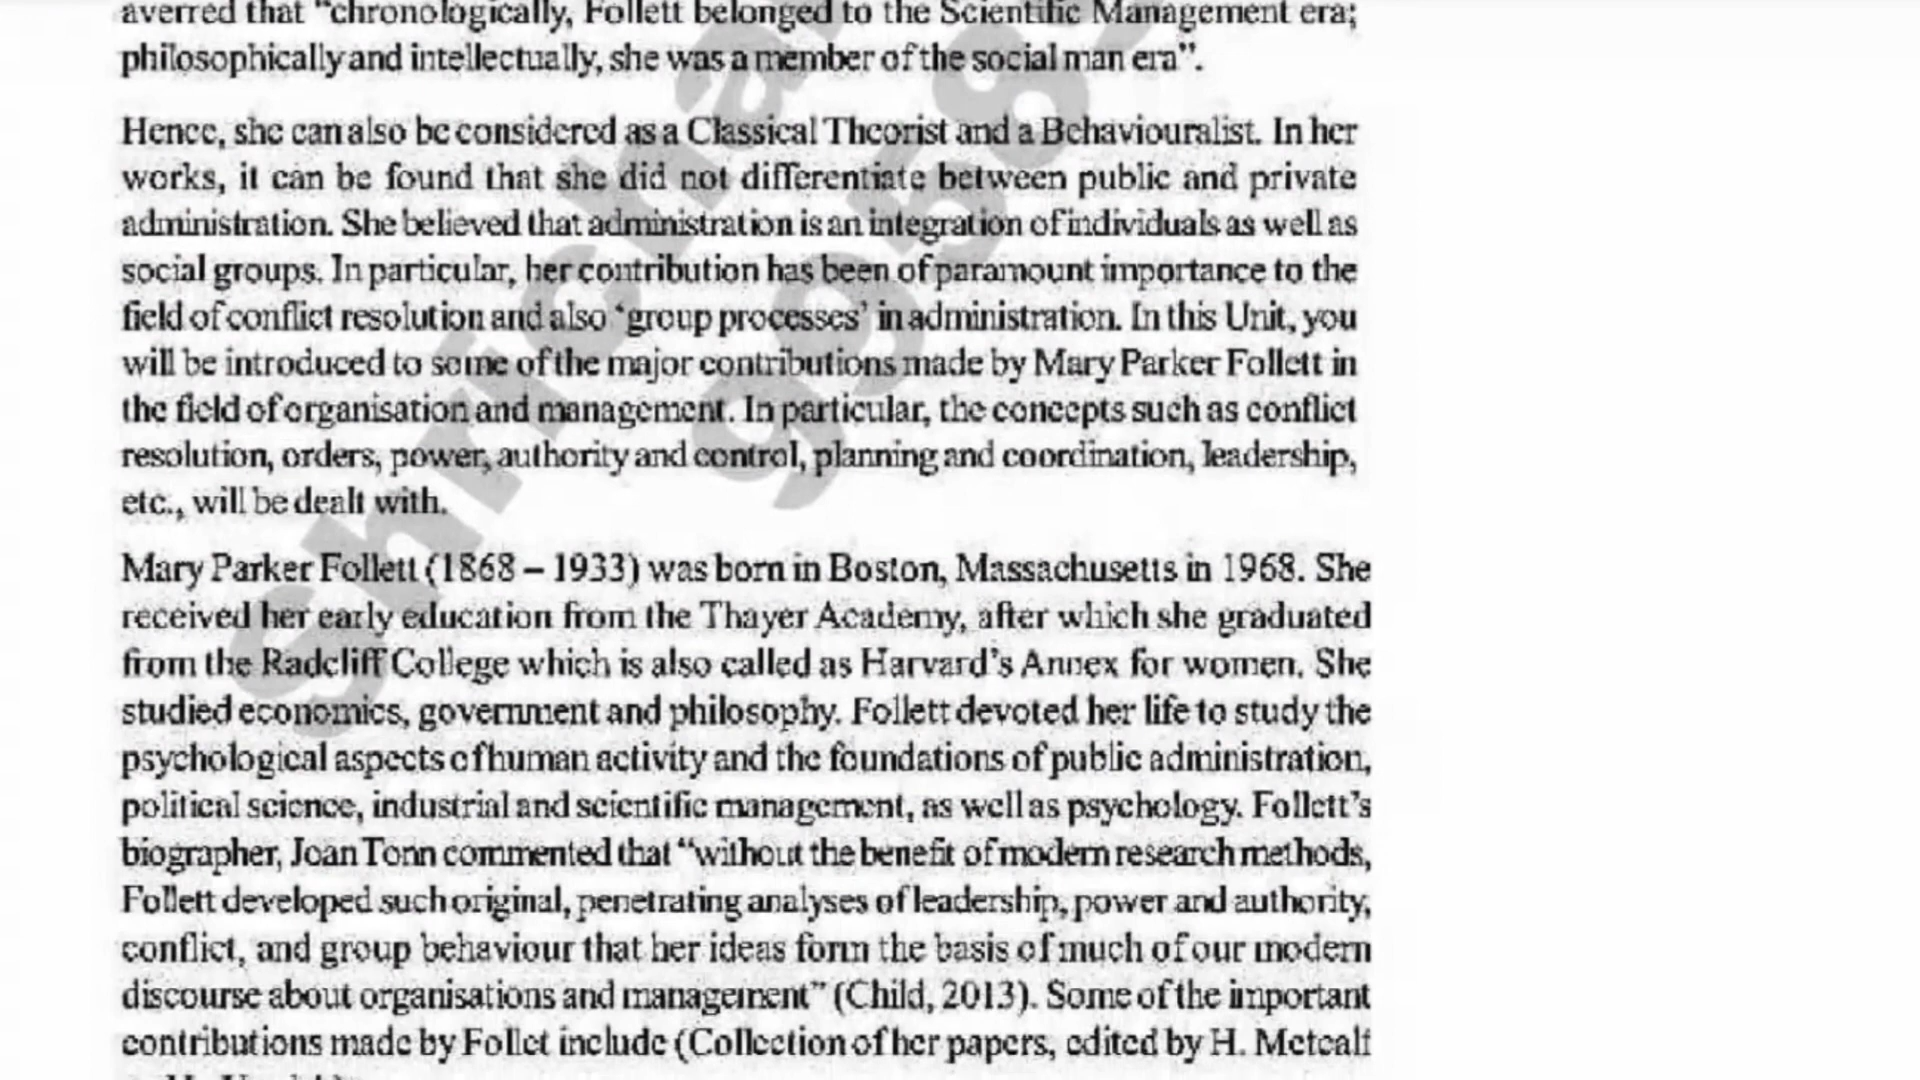 averred that "chronologically, Follett belonged to the Scientific Management era;
philosophically and intellectually, she was a member of the social man era".
Hence, she can also be considered as a Classical Theorist and a Behaviouralist. In her
works, it can be found that she did not differentiate between public and private
administration. She believed that administration is an integration of individuals as well as
social groups. In particular, her contribution has been of paramount importance to the
field of conflict resolution and also ‘group processes’ in administration. In this Unit, you
will be introduced to some of the major contributions made by Mary Parker Follett in
the field of organisation and management. In particular, the concepts such as conflict
resolution, orders, power, authority and control, planning and coordination, leadership,
etc., will be dealt with.
Mary Parker Follett (1868 – 1933) was born in Boston, Massachusetts in 1968. She
received her early education from the Thayer Academy, after which she graduated
from the Radcliff College which is also called as Harvard’s Annex for women. She
studied economics, government and philosophy. Follett devoted her life to study the
psychological aspects of human activity and the foundations of public administration,
political science, industrial and scientific management, as well as psychology. Follett’s
biographer, Joan Tonn commented that “without the benefit of modern research methods,
Follett developed such original, penetrating analyses of leadership, power and authority,
conflict, and group behaviour that her ideas form the basis of much of our modern
discourse about organisations and management” (Child, 2013). Some of the important
contributions made by Follet include (Collection of her papers, edited by H. Metcalf